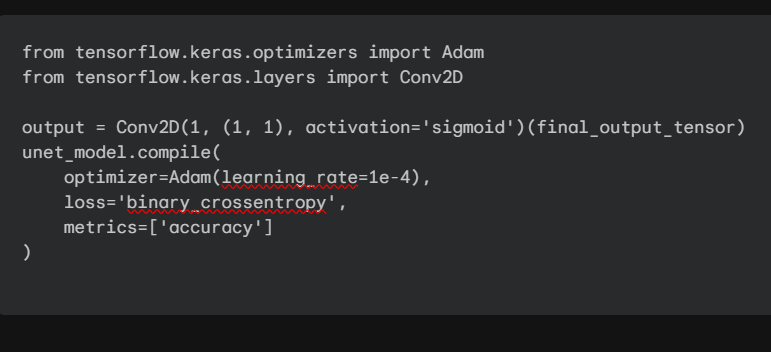 from tensorflow.keras.optimizers import Adam
from tensorflow.keras.layers import Conv2D
output = Conv2D(1, (1, 1), activation='sigmoid')(final_output_tensor)
unet_model.compile(
    optimizer=Adam(learning_rate=1e-4),
    loss='binary_crossentropy',
    metrics=['accuracy']
)